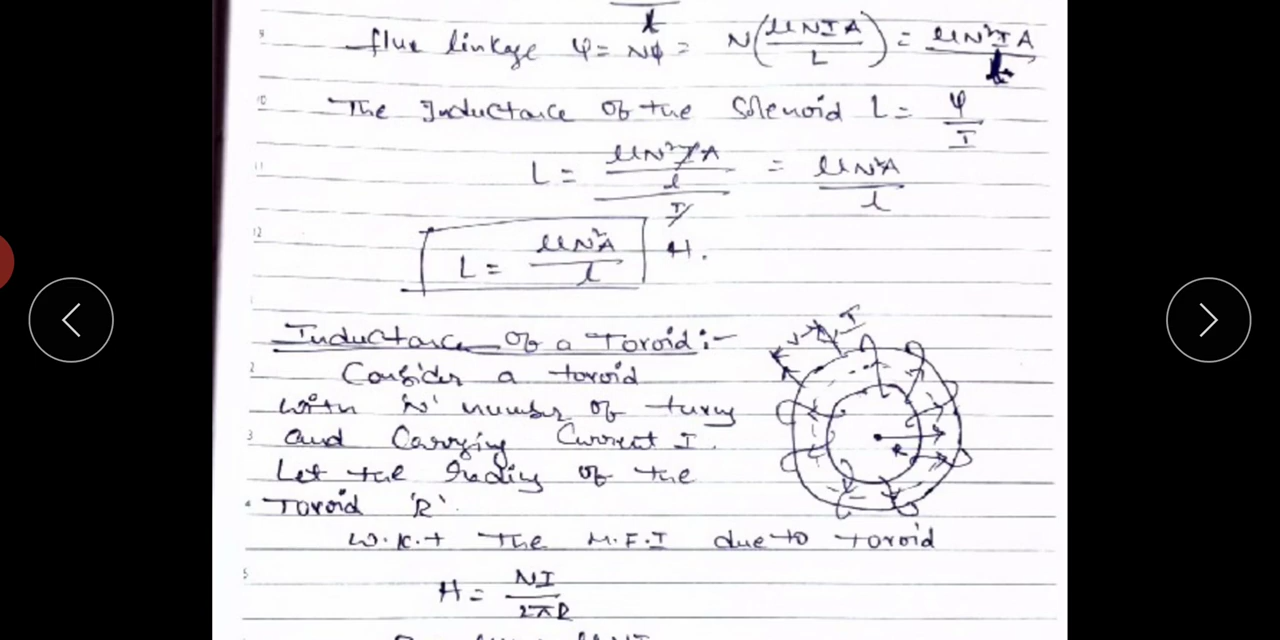 l
flux linkage ψ = Nφ = N(μNIA/L) = μN²IA/l
The Inductance of the Solenoid L = ψ/I
L = (μN²IA/l)/I = μN²A/l
L = μN²A/l H.
Inductance of a Toroid :-
I
Consider a toroid
with 'N' number of turns
and Carrying Current I.
R
Let the radius of the
Toroid 'R'.
W.K.t The M.F.I due to toroid
H = NI/2πR